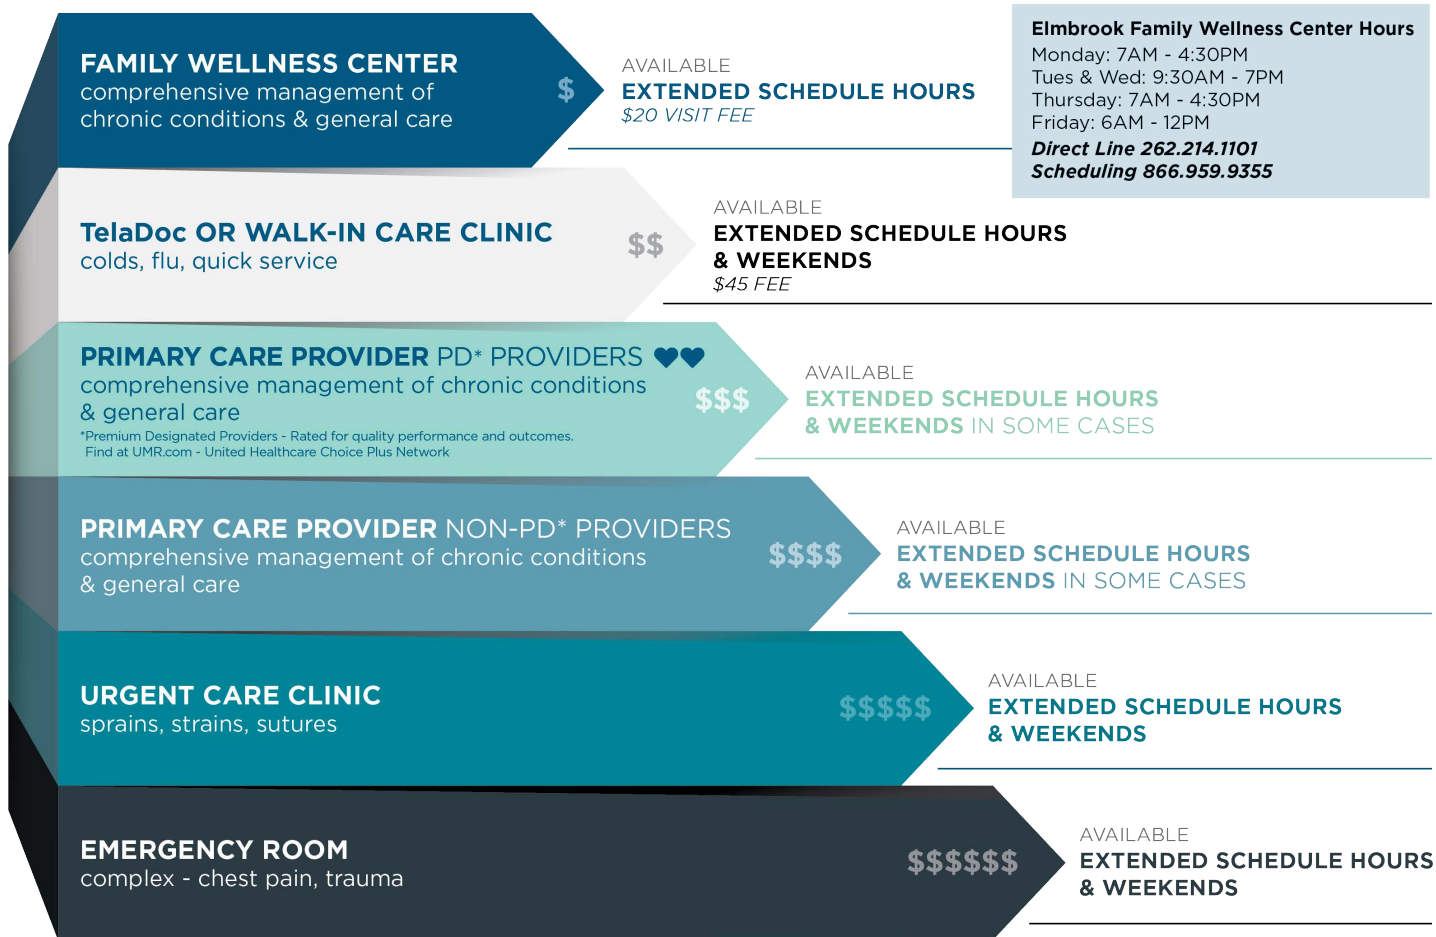 FAMILY WELLNESS CENTER
comprehensive management of
chronic conditions & general care
$
AVAILABLE
EXTENDED SCHEDULE HOURS
$20 VISIT FEE
Elmbrook Family Wellness Center Hours
Monday: 7AM - 4:30PM
Tues & Wed: 9:30AM - 7PM
Thursday: 7AM - 4:30PM
Friday: 6AM - 12PM
Direct Line 262.214.1101
Scheduling 866.959.9355
TelaDoc OR WALK-IN CARE CLINIC
colds, flu, quick service
$$
AVAILABLE
EXTENDED SCHEDULE HOURS
& WEEKENDS
$45 FEE
PRIMARY CARE PROVIDER PD* PROVIDERS
comprehensive management of chronic conditions
& general care
*Premium Designated Providers - Rated for quality performance and outcomes.
Find at UMR.com - United Healthcare Choice Plus Network
$$$
AVAILABLE
EXTENDED SCHEDULE HOURS
& WEEKENDS IN SOME CASES
PRIMARY CARE PROVIDER NON-PD* PROVIDERS
comprehensive management of chronic conditions
& general care
$$$$
AVAILABLE
EXTENDED SCHEDULE HOURS
& WEEKENDS IN SOME CASES
URGENT CARE CLINIC
sprains, strains, sutures
$$$$$
AVAILABLE
EXTENDED SCHEDULE HOURS
& WEEKENDS
EMERGENCY ROOM
complex - chest pain, trauma
$$$$$$
AVAILABLE
EXTENDED SCHEDULE HOURS
& WEEKENDS